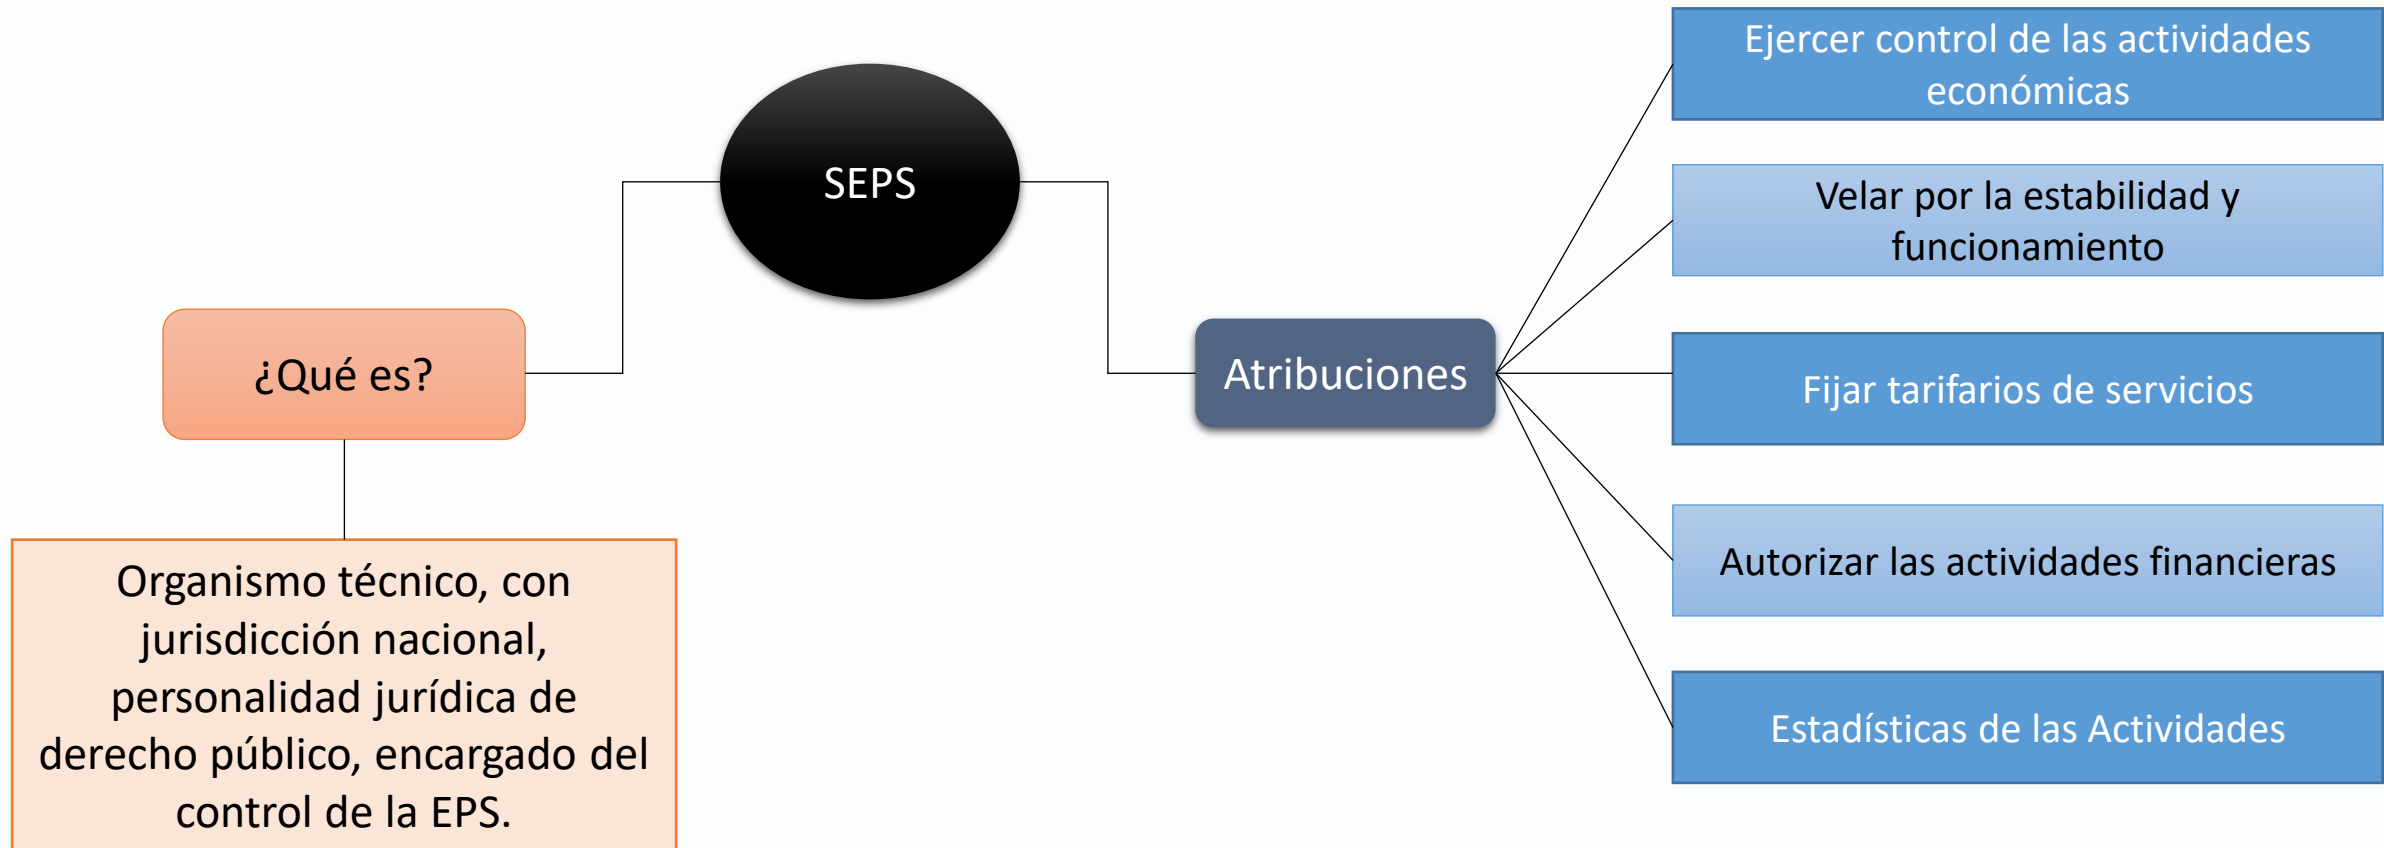 SEPS
¿Qué es?
Organismo técnico, con
jurisdicción nacional,
personalidad jurídica de
derecho público, encargado del
control de la EPS.
Atribuciones
Ejercer control de las actividades
económicas
Velar por la estabilidad y
funcionamiento
Fijar tarifarios de servicios
Autorizar las actividades financieras
Estadísticas de las Actividades